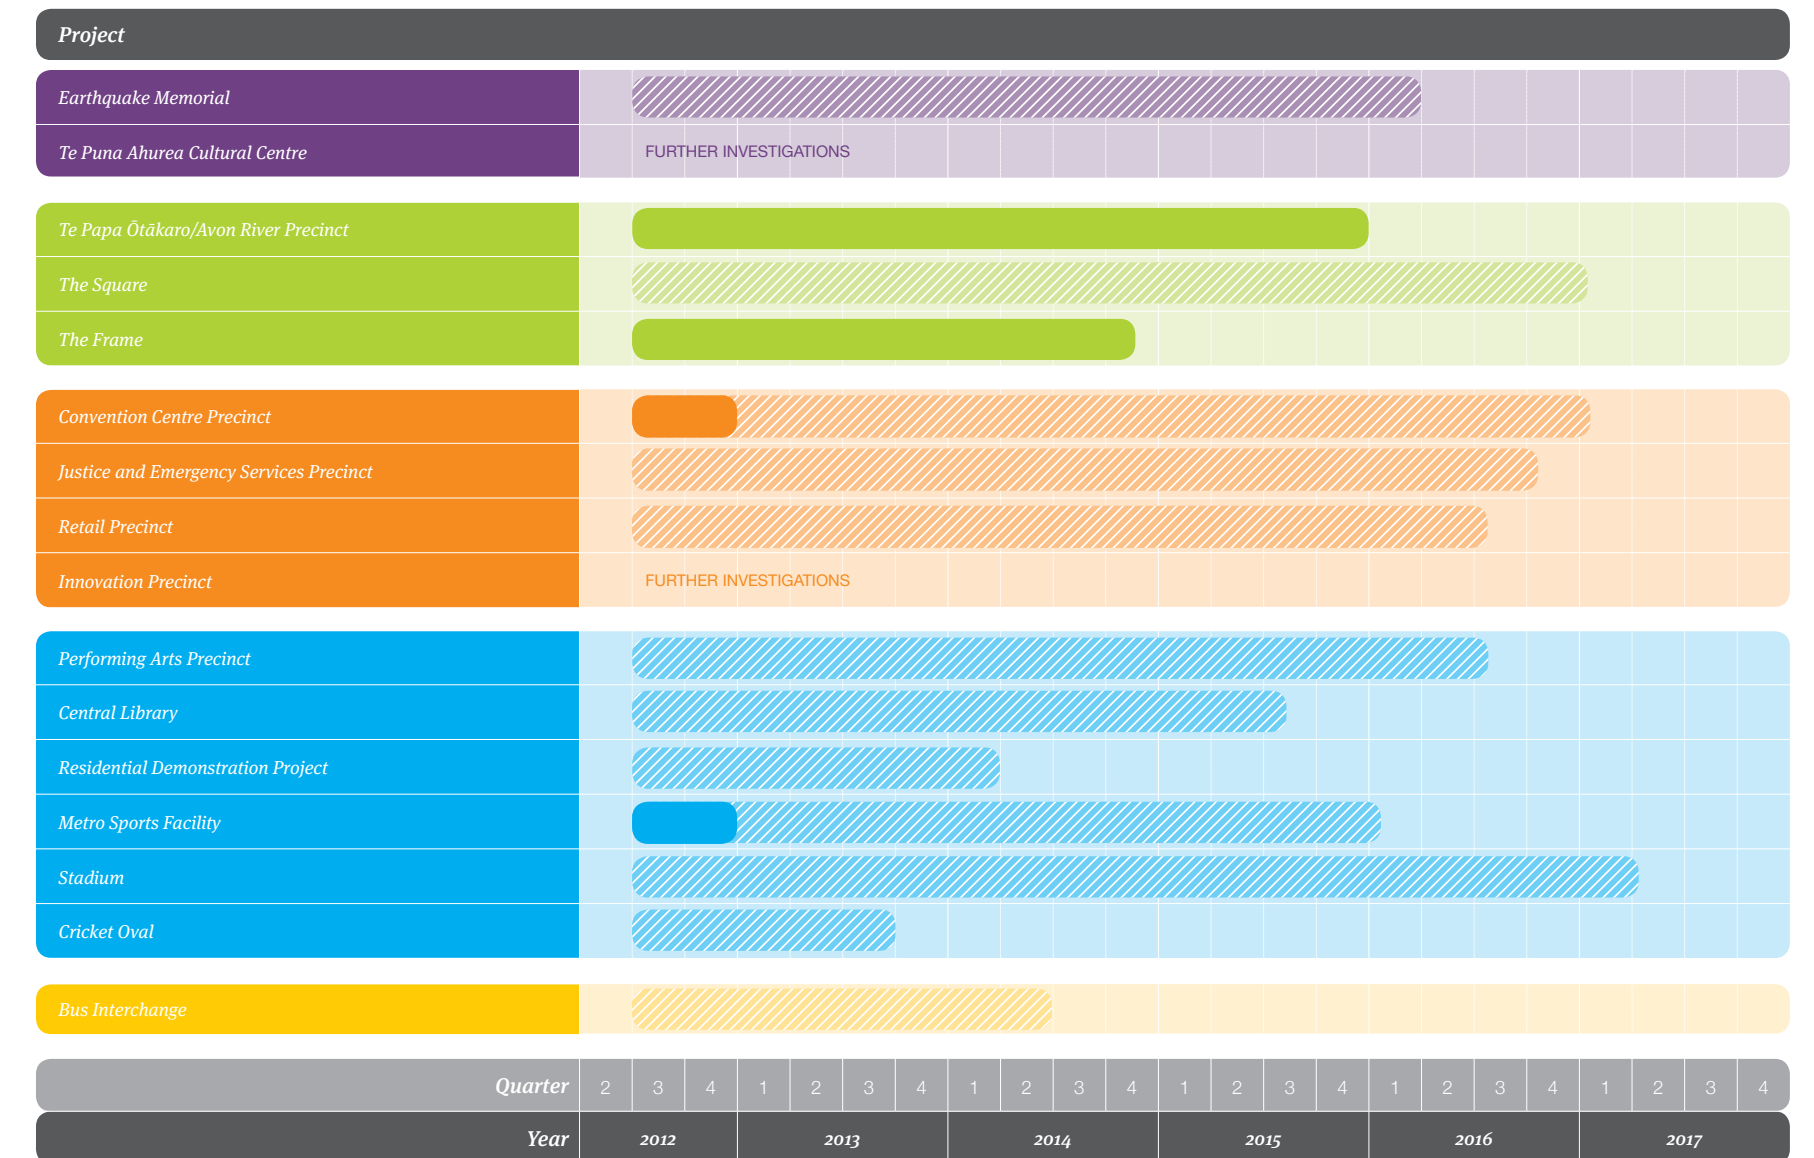 Project
Earthquake Memorial
Te Puna Ahurea Cultural Centre FURTHER INVESTIGATIONS
Te Papa Ōtākaro/Avon River Precinct
The Square
The Frame
Convention Centre Precinct
Justice and Emergency Services Precinct
Retail Precinct
Innovation Precinct FURTHER INVESTIGATIONS
Performing Arts Precinct
Central Library
Residential Demonstration Project
Metro Sports Facility
Stadium
Cricket Oval
Bus Interchange
Quarter 2 3 4 1 2 3 4 1 2 3 4 1 2 3 4 1 2 3 4 1 2 3 4
Year 2012 2013 2014 2015 2016 2017